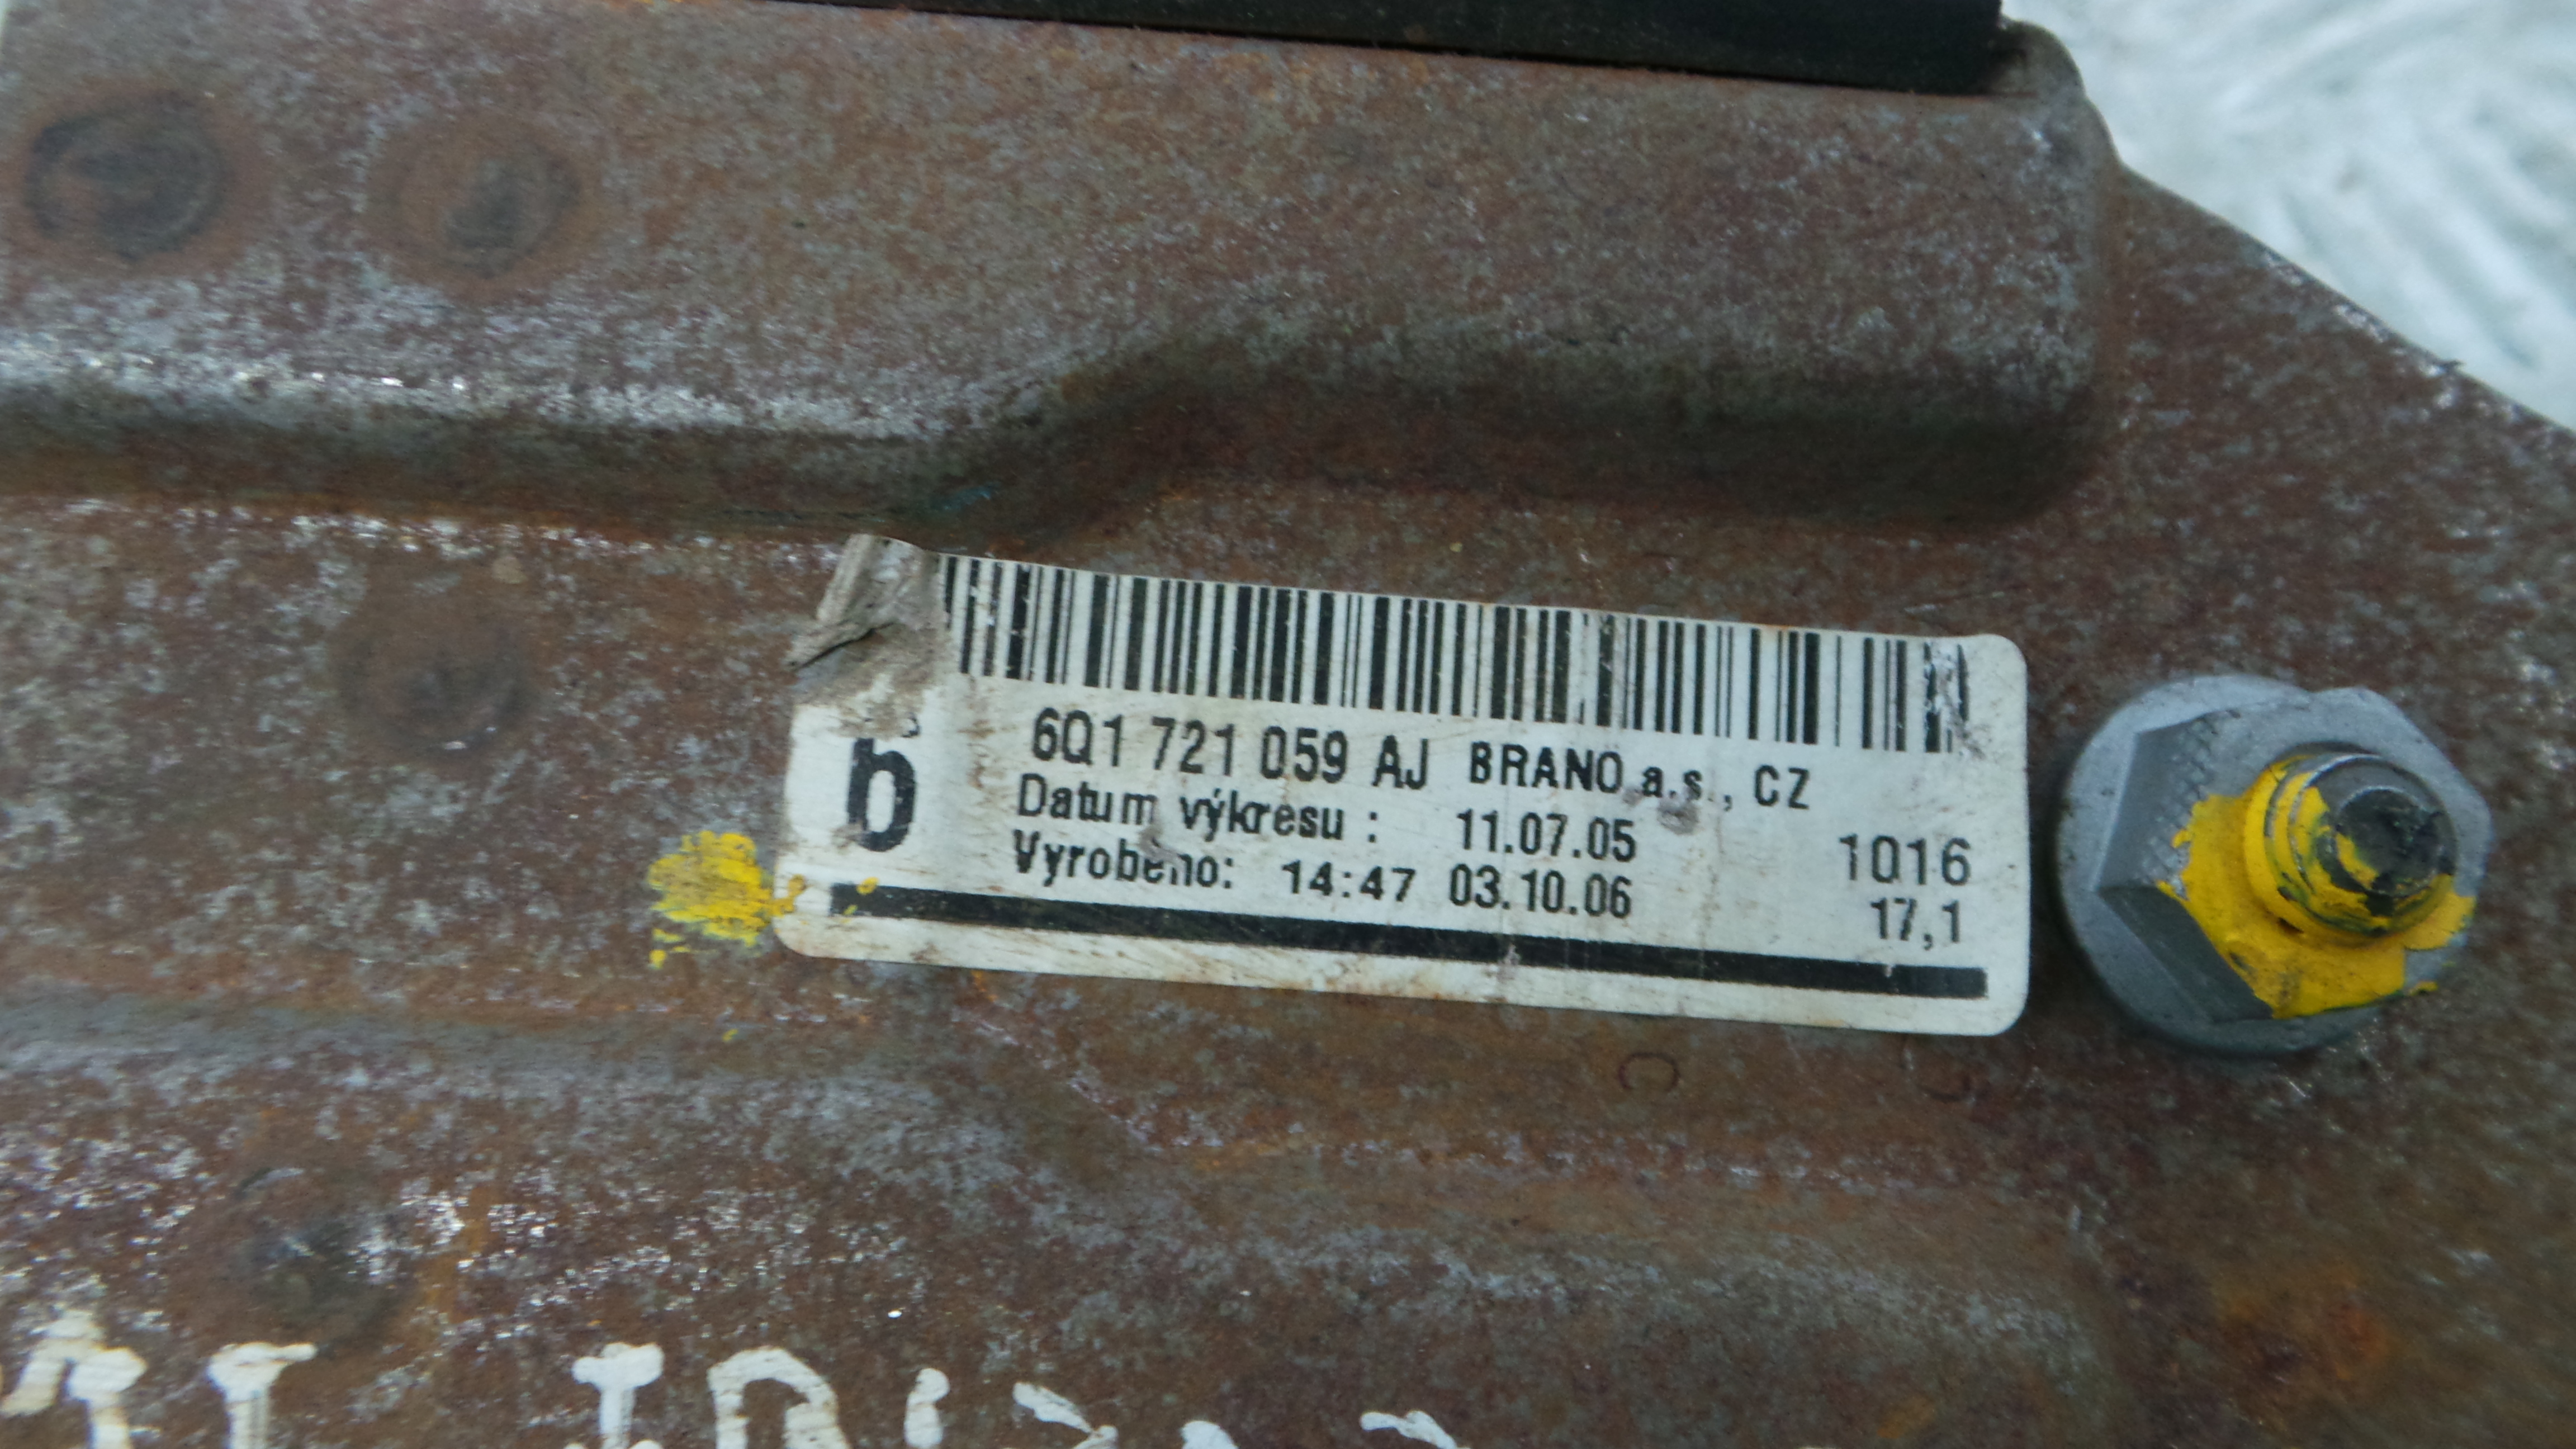 b
6Q1 721 059 AJ BRANO a.s., CZ
Datum výkresu : 11.07.05 1016
Vyrobeno: 14:47 03.10.06 17,1